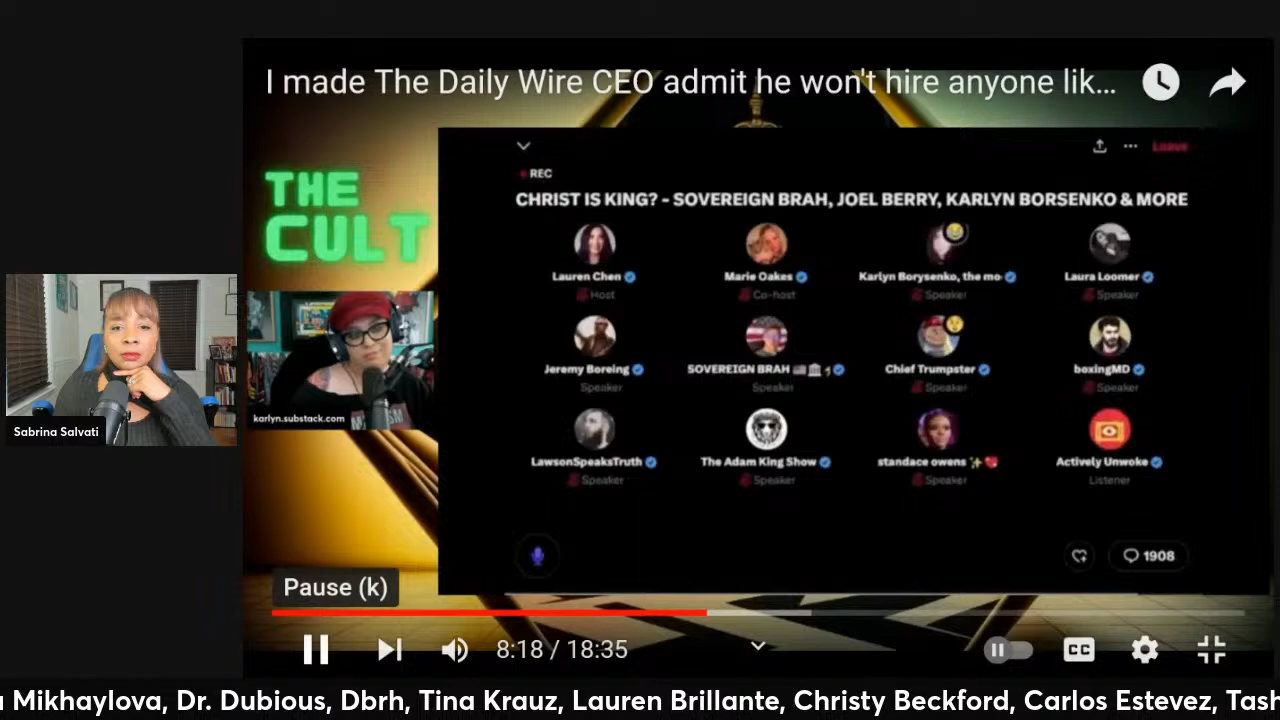 I made The Daily Wire CEO admit he won't hire anyone lik...
THE
CULT
Leave
REC
CHRIST IS KING? - SOVEREIGN BRAH, JOEL BERRY, KARLYN BORSENKO & MORE
Lauren Chen
Marie Oakes
Karlyn Borysenko, the mo
Laura Loomer
Host
Co-host
Speaker
Speaker
Jeremy Boreing
SOVEREIGN BRAH
Chief Trumpster
boxingMD
Speaker
Speaker
Speaker
Speaker
LawsonSpeaksTruth
The Adam King Show
standace owens
Actively Unwoke
Speaker
Speaker
Speaker
Listener
karlyn.substack.com
Sabrina Salvati
1908
Pause (k)
8:18 / 18:35
CC
a Mikhaylova, Dr. Dubious, Dbrh, Tina Krauz, Lauren Brillante, Christy Beckford, Carlos Estevez, Tash